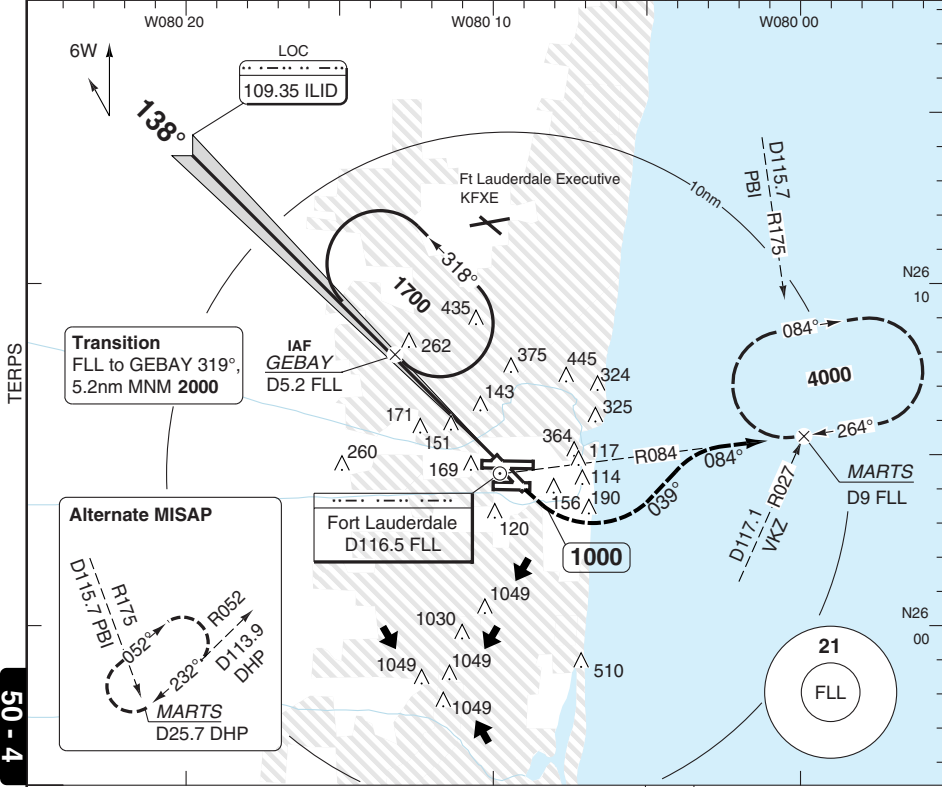 W080 20
W080 10
W080 00
6W
LOC
109.35 ILID
138°
Ft Lauderdale Executive
KFXE
10nm
D115.7
PBI
R175
N26
10
318°
1700
435
084°
4000
264°
TERPS
Transition
FLL to GEBAY 319°,
5.2nm MNM 2000
IAF
GEBAY
D5.2 FLL
262
375
445
324
143
325
171
151
364
117
260
169
114
R084
084°
MARTS
D9 FLL
156
190
039°
R027
D117.1
VKZ
120
Fort Lauderdale
D116.5 FLL
1000
Alternate MISAP
D115.7 PBI
R175
052°
R052
232°
D113.9
DHP
MARTS
D25.7 DHP
1049
1030
1049
1049
1049
510
N26
00
21
FLL
50 - 4